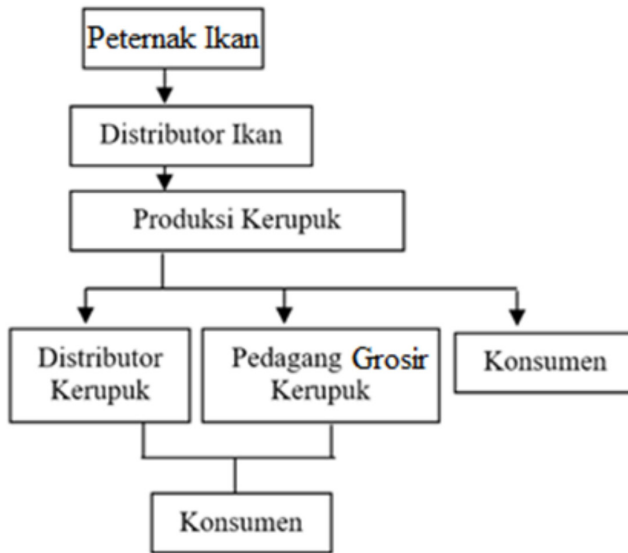 Peternak Ikan
Distributor Ikan
Produksi Kerupuk
Distributor
Kerupuk
Pedagang Grosir
Kerupuk
Konsumen
Konsumen